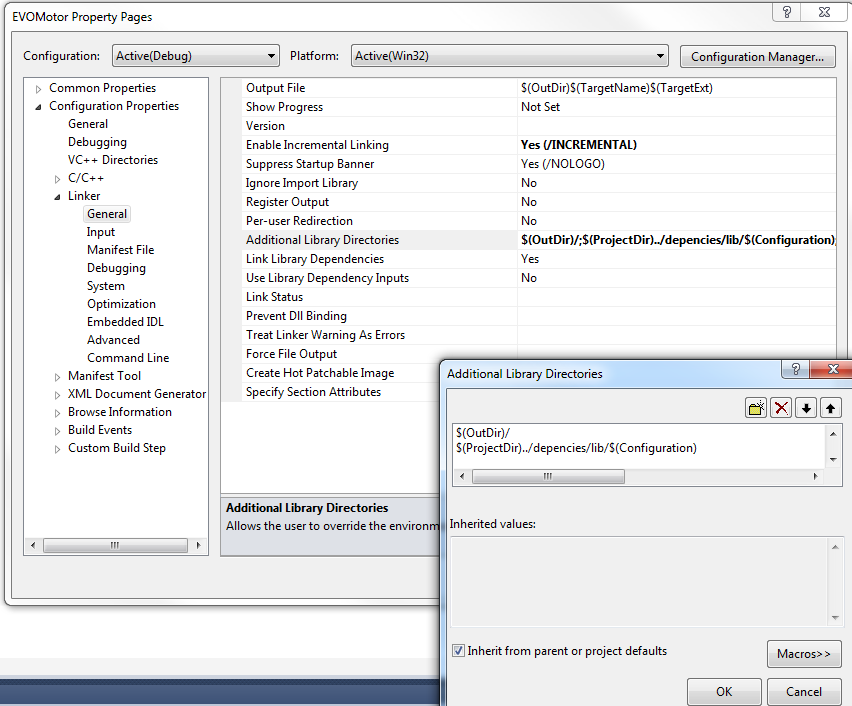 EVOMotor Property Pages
Configuration: Active(Debug) Platform: Active(Win32) Configuration Manager...
Common Properties
Configuration Properties
General
Debugging
VC++ Directories
C/C++
Linker
General
Input
Manifest File
Debugging
System
Optimization
Embedded IDL
Advanced
Command Line
Manifest Tool
XML Document Generator
Browse Information
Build Events
Custom Build Step
Output File $(OutDir)$(TargetName)$(TargetExt)
Show Progress Not Set
Version
Enable Incremental Linking Yes (/INCREMENTAL)
Suppress Startup Banner Yes (/NOLOGO)
Ignore Import Library No
Register Output No
Per-user Redirection No
Additional Library Directories $(OutDir)/;$(ProjectDir)../depencies/lib/$(Configuration);
Link Library Dependencies Yes
Use Library Dependency Inputs No
Link Status
Prevent Dll Binding
Treat Linker Warning As Errors
Force File Output
Create Hot Patchable Image
Specify Section Attributes
Additional Library Directories
Allows the user to override the environm
Additional Library Directories
$(OutDir)/
$(ProjectDir)../depencies/lib/$(Configuration)
Inherited values:
Inherit from parent or project defaults
Macros>>
OK Cancel